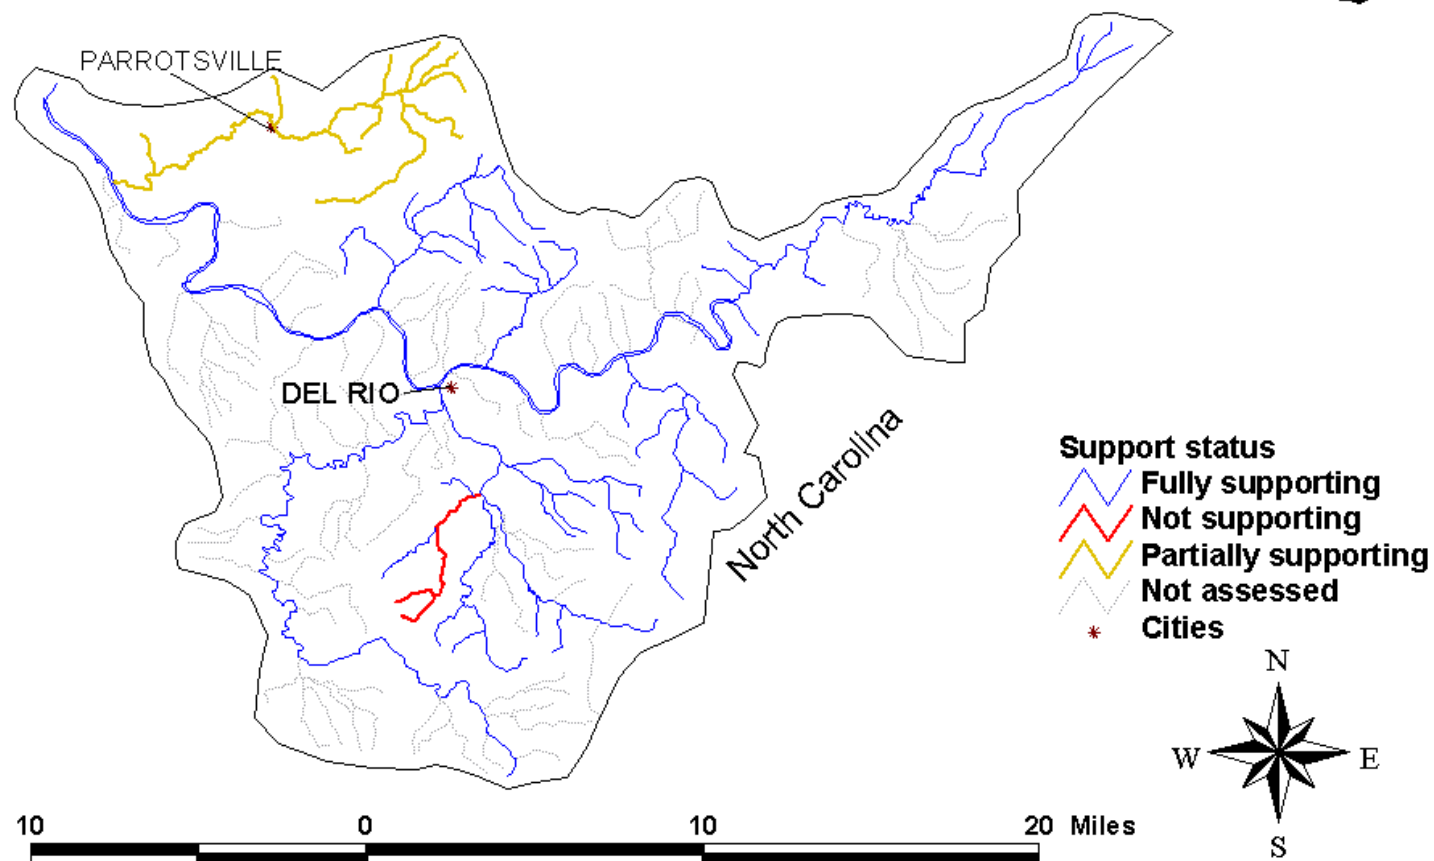 PARROTSVILLE
DEL RIO
North Carolina
Support status
Fully supporting
Not supporting
Partially supporting
Not assessed
Cities
N
W E
S
10 0 10 20 Miles